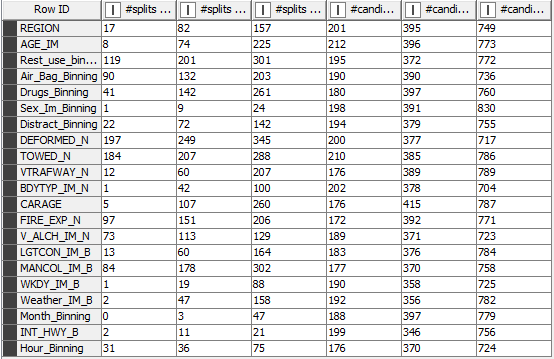 Row ID #splits ... #splits ... #splits ... #candi... #candi... #candi...
REGION 17 82 157 201 395 749
AGE_IM 8 74 225 212 396 773
Rest_use_bin... 119 201 301 195 372 772
Air_Bag_Binning 90 132 203 190 390 736
Drugs_Binning 41 142 261 180 397 760
Sex_Im_Binning 1 9 24 198 391 830
Distract_Binning 22 72 142 194 379 755
DEFORMED_N 197 249 345 200 377 717
TOWED_N 184 207 288 210 385 786
VTRAFWAY_N 12 60 207 176 389 789
BDYTYP_IM_N 1 42 100 202 378 704
CARAGE 5 107 260 176 415 787
FIRE_EXP_N 97 151 206 172 392 771
V_ALCH_IM_N 73 113 129 189 371 723
LGTCON_IM_B 13 60 164 183 376 784
MANCOL_IM_B 84 178 302 177 370 758
WKDY_IM_B 1 19 88 190 358 725
Weather_IM_B 2 47 158 192 356 782
Month_Binning 0 3 47 188 397 779
INT_HWY_B 2 11 21 199 346 756
Hour_Binning 31 36 75 176 370 724